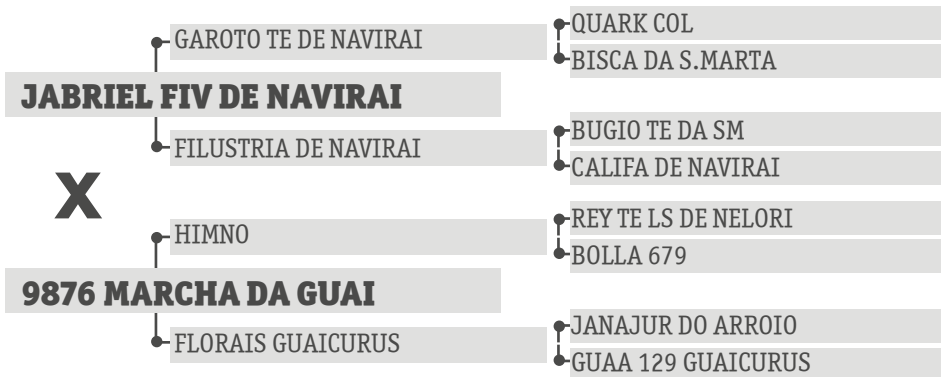 GAROTO TE DE NAVIRAI
QUARK COL
BISCA DA S.MARTA
JABRIEL FIV DE NAVIRAI
FILUSTRIA DE NAVIRAI
BUGIO TE DA SM
CALIFA DE NAVIRAI
X
HIMNO
REY TE LS DE NELORI
BOLLA 679
9876 MARCHA DA GUAI
FLORAIS GUAICURUS
JANAJUR DO ARROIO
GUAA 129 GUAICURUS